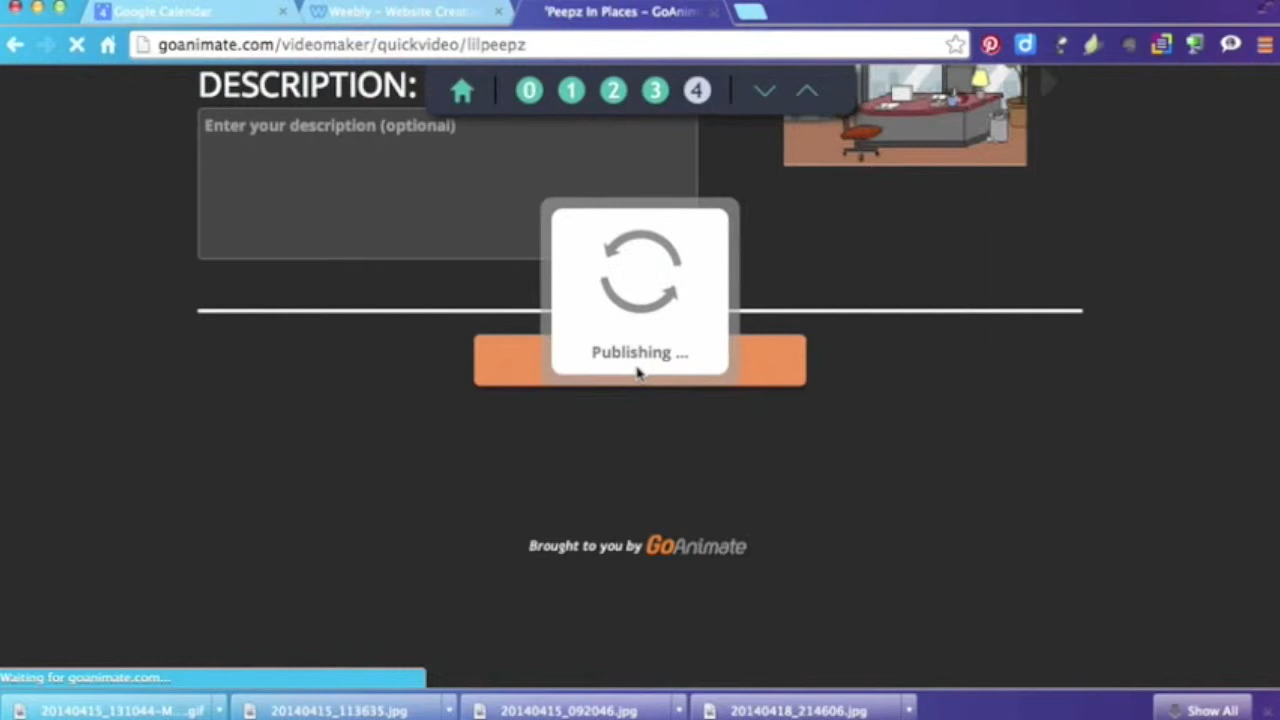 Google Calendar
Weebly - Website Creati
'Peepz In Places - GoAnim
goanimate.com/videomaker/quickvideo/lilpeepz
DESCRIPTION:
0 1 2 3 4
Enter your description (optional)
Publishing ...
Brought to you by GoAnimate
Waiting for goanimate.com...
20140415_131044-M....gif
20140415_113635.jpg
20140415_092046.jpg
20140418_214606.jpg
Show All